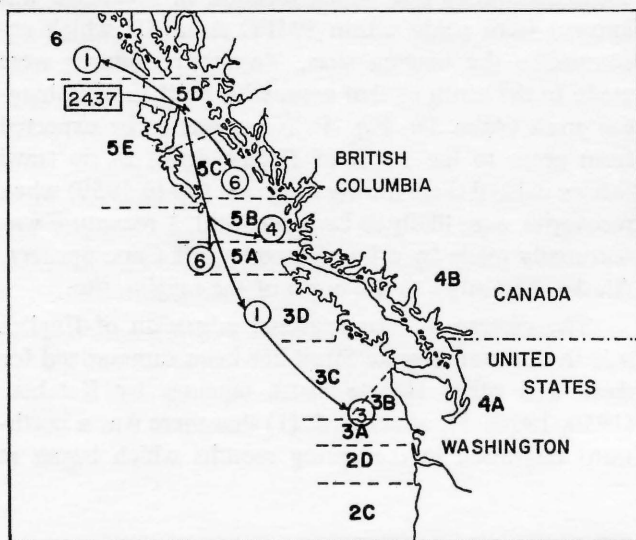 6
1
5D
2437
5E
5C
6
BRITISH
COLUMBIA
5B
4
5A
6
4B
CANADA
1
3D
UNITED
STATES
3C
3B
4A
3
3A
WASHINGTON
2D
2C